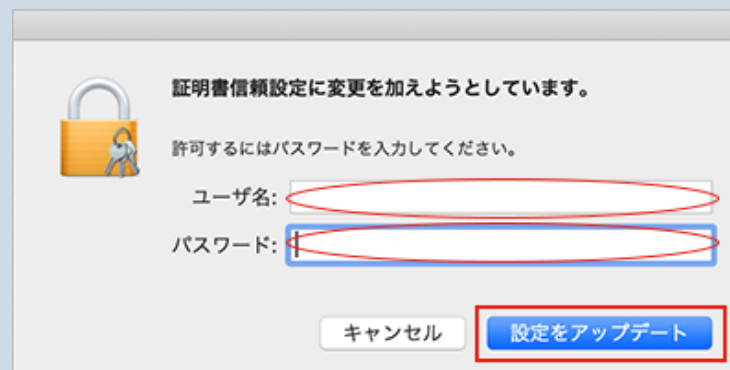 証明書信頼設定に変更を加えようとしています。
許可するにはパスワードを入力してください。
ユーザ名:
パスワード:
キャンセル 設定をアップデート